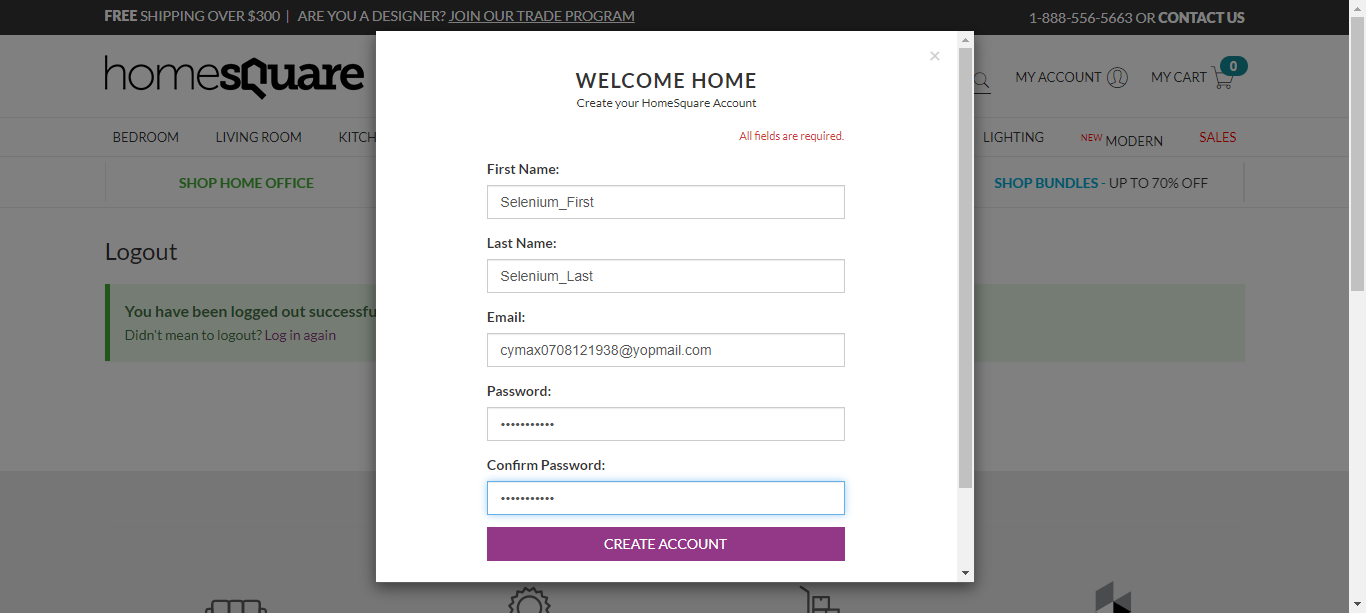 FREE SHIPPING OVER $300 | ARE YOU A DESIGNER? JOIN OUR TRADE PROGRAM
1-888-556-5663 OR CONTACT US
homesquare
MY ACCOUNT
MY CART
0
BEDROOM
LIVING ROOM
KITCH
LIGHTING
NEW MODERN
SALES
SHOP HOME OFFICE
SHOP BUNDLES - UP TO 70% OFF
Logout
You have been logged out successfu
Didn't mean to logout? Log in again
×
WELCOME HOME
Create your HomeSquare Account
All fields are required.
First Name:
Selenium_First
Last Name:
Selenium_Last
Email:
cymax0708121938@yopmail.com
Password:
•••••••••••
Confirm Password:
•••••••••••
CREATE ACCOUNT